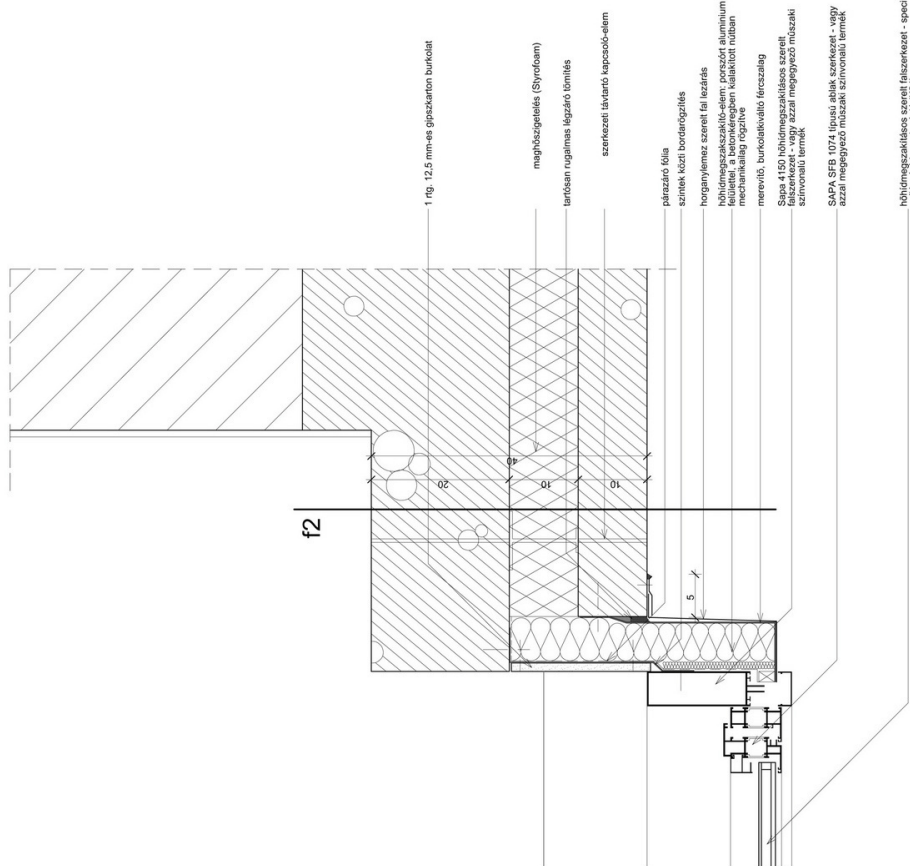 1 rtg. 12,5 mm-es gipszkarton burkolat
maghőszigetelés (Styrofoam)
tartósan rugalmas légzáró tömítés
szerkezeti távtartó kapcsoló-elem
párazáró fólia
szintek közti bordarögzítés
horganylemez szerelt fal lezárás
hőhídmegszakszakító-elem: porszórt aluminium
felülettel, a betonkéregben kialakított nútban
mechanikailag rögzítve
merevítő, burkolatkiváltó fércszalag
Sapa 4150 hőhídmegszakításos szerelt
falszerkezet - vagy azzal megegyező műszaki
színvonalú termék
SAPA SFB 1074 típusú ablak szerkezet - vagy
azzal megegyező műszaki színvonalú termék
hőhídmegszakításos szerelt falszerkezet - speci
40
20
10
10
f2
5